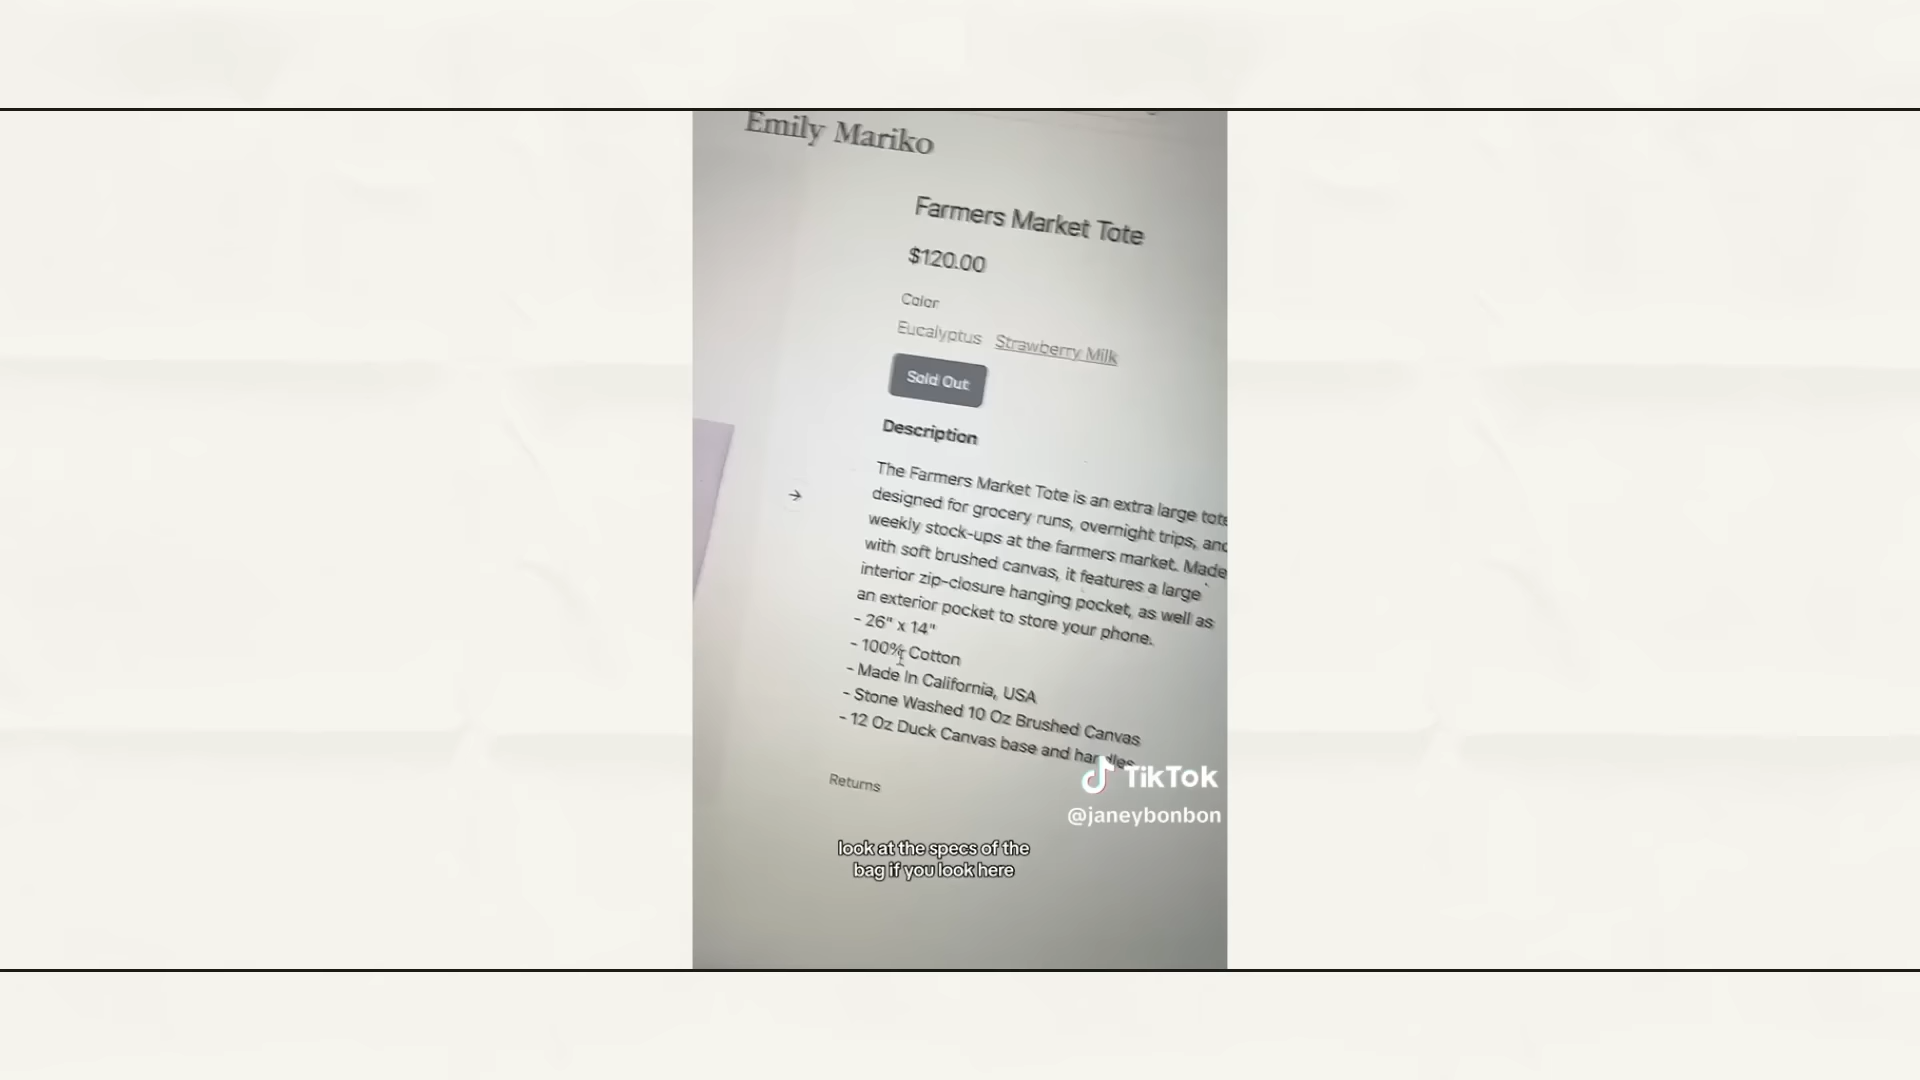 Emily Mariko
Farmers Market Tote
$120.00
Color
Eucalyptus Strawberry Milk
Sold Out
Description
The Farmers Market Tote is an extra large tote
designed for grocery runs, overnight trips, and
weekly stock-ups at the farmers market. Made
with soft brushed canvas, it features a large
interior zip-closure hanging pocket, as well as
an exterior pocket to store your phone.
- 26" x 14"
- 100% Cotton
- Made In California, USA
- Stone Washed 10 Oz Brushed Canvas
- 12 Oz Duck Canvas base and handles
TikTok
Returns
@janeybonbon
look at the specs of the
bag if you look here